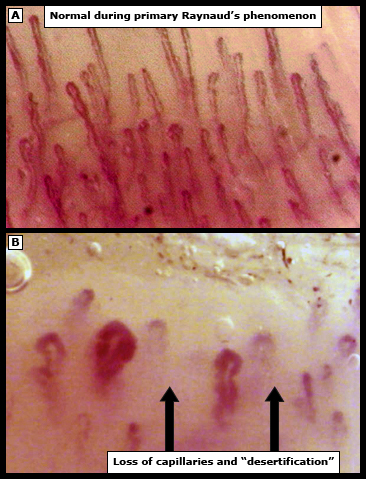 A
Normal during primary Raynaud's phenomenon
B
Loss of capillaries and "desertification"